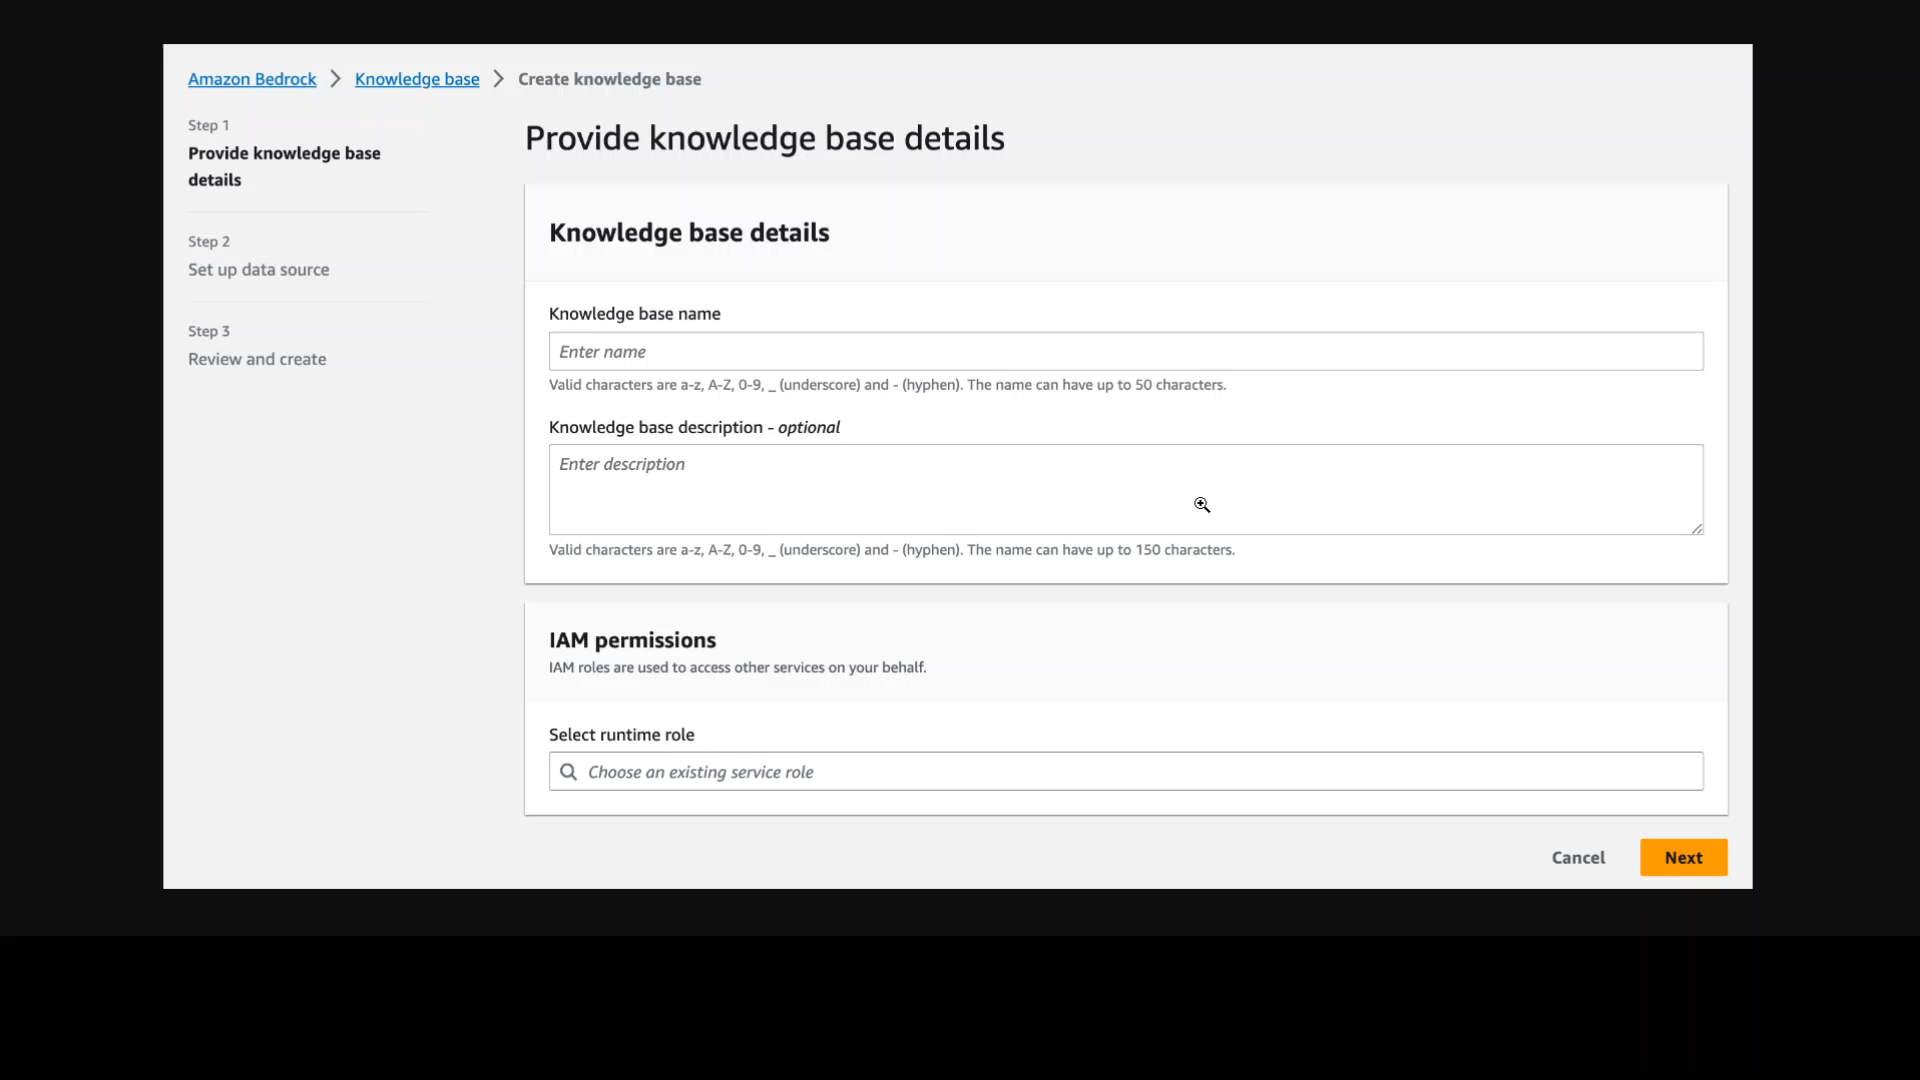 Amazon Bedrock > Knowledge base > Create knowledge base
Step 1
Provide knowledge base
details
Step 2
Set up data source
Step 3
Review and create
Provide knowledge base details
Knowledge base details
Knowledge base name
Enter name
Valid characters are a-z, A-Z, 0-9, _ (underscore) and - (hyphen). The name can have up to 50 characters.
Knowledge base description - optional
Enter description
Valid characters are a-z, A-Z, 0-9, _ (underscore) and - (hyphen). The name can have up to 150 characters.
IAM permissions
IAM roles are used to access other services on your behalf.
Select runtime role
Choose an existing service role
Cancel
Next